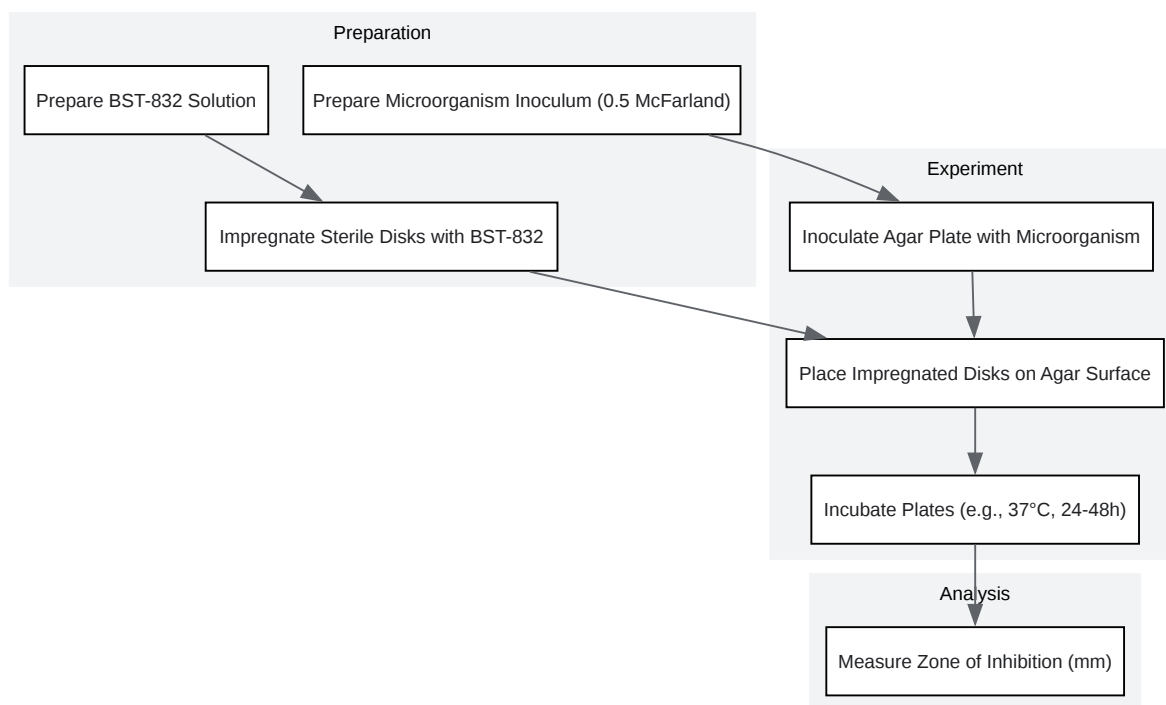 Preparation
Prepare BST-832 Solution
Prepare Microorganism Inoculum (0.5 McFarland)
Experiment
Impregnate Sterile Disks with BST-832
Inoculate Agar Plate with Microorganism
Place Impregnated Disks on Agar Surface
Incubate Plates (e.g., 37°C, 24-48h)
Analysis
Measure Zone of Inhibition (mm)